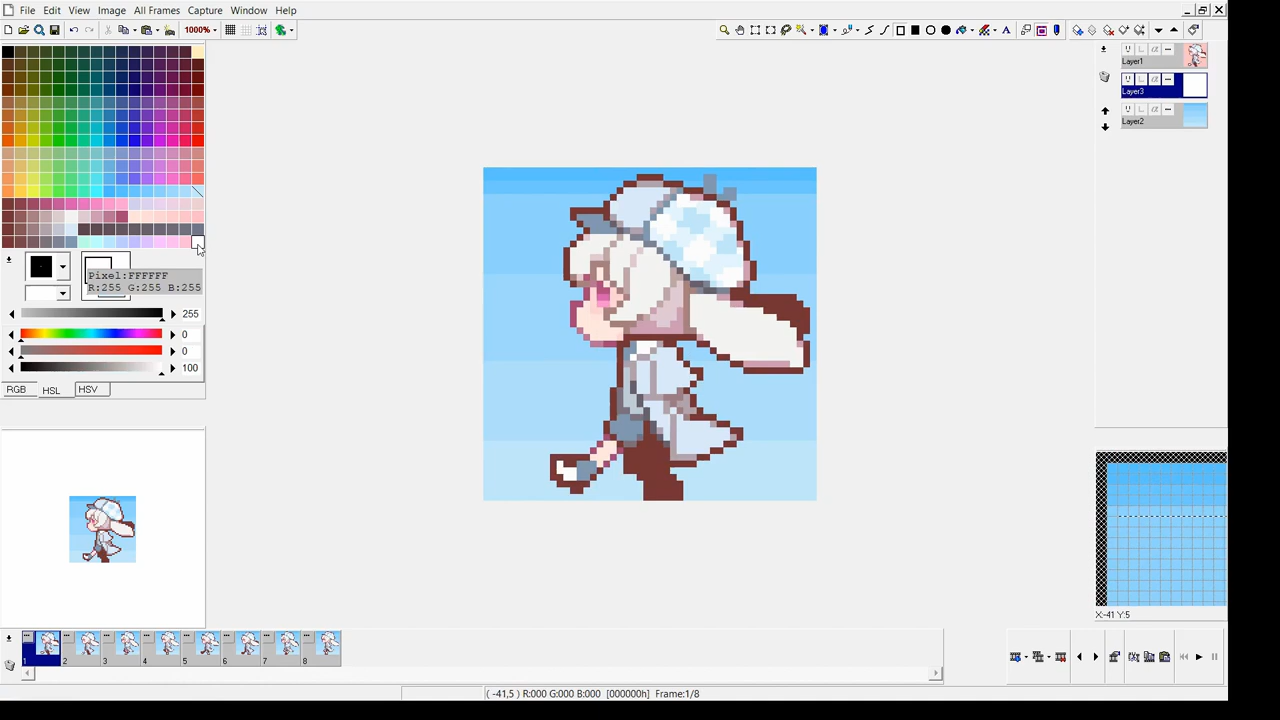 File Edit View Image All Frames Capture Window Help
1000%
A
Layer1
Layer3
Layer2
Pixel:FFFFFF
R:255 G:255 B:255
255
0
0
100
RGB HSL HSV
X:-41 Y:5
1 2 3 4 5 6 7 8
( -41,5 ) R:000 G:000 B:000 [000000h] Frame:1/8